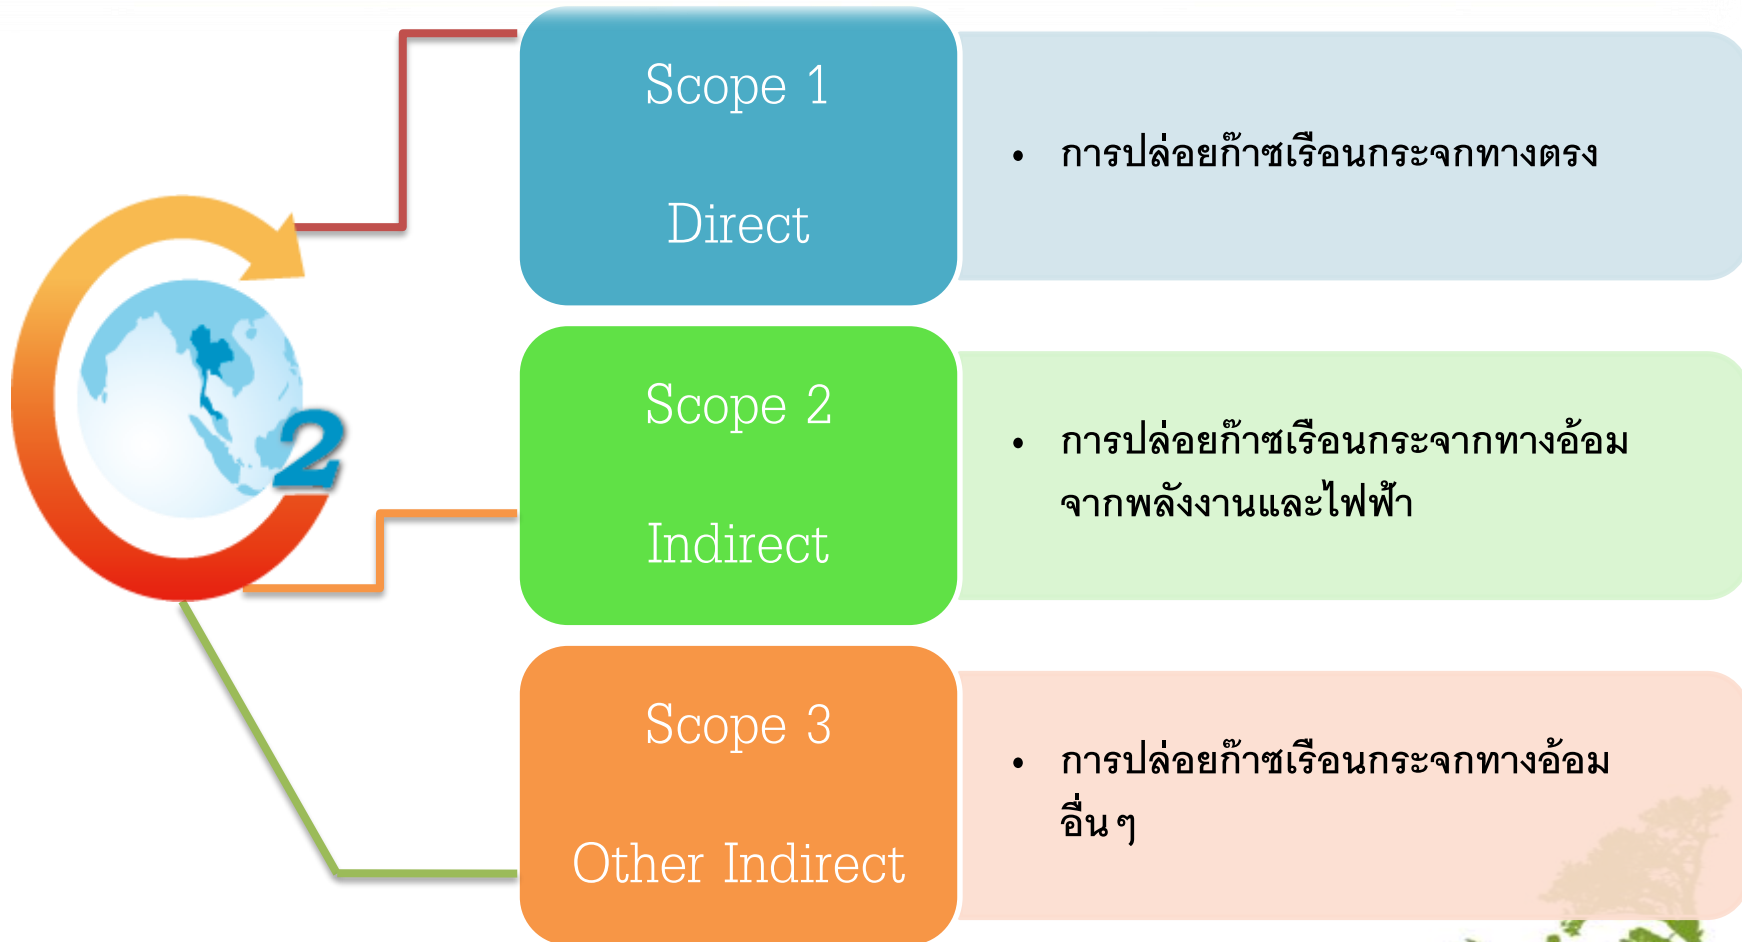 Scope 1
Direct
• การปล่อยก๊าซเรือนกระจกทางตรง
Scope 2
Indirect
• การปล่อยก๊าซเรือนกระจากทางอ้อม
จากพลังงานและไฟฟ้า
Scope 3
Other Indirect
• การปล่อยก๊าซเรือนกระจกทางอ้อม
อื่น ๆ
2